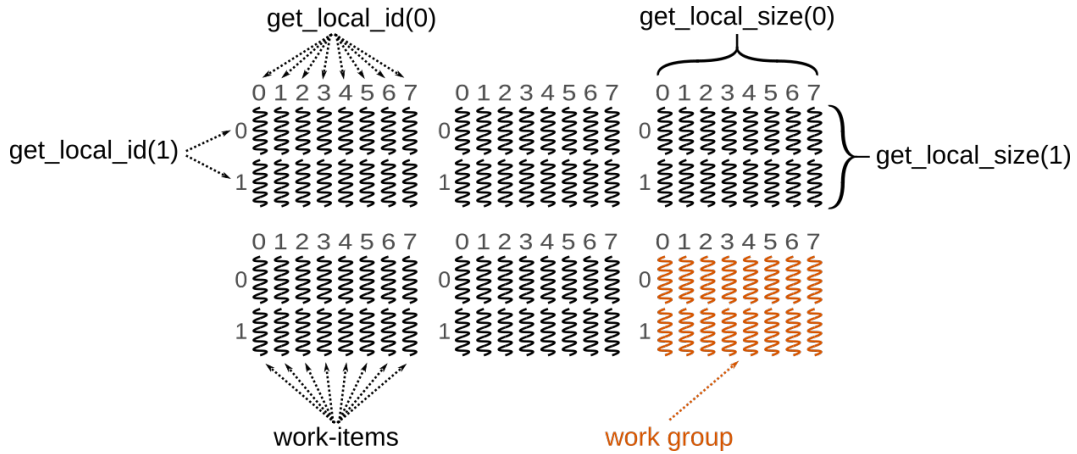 get_local_id(0) get_local_size(0)
0 1 2 3 4 5 6 7 0 1 2 3 4 5 6 7 0 1 2 3 4 5 6 7
0 0 0
get_local_id(1) get_local_size(1)
1 1 1
0 1 2 3 4 5 6 7 0 1 2 3 4 5 6 7 0 1 2 3 4 5 6 7
0 0 0
1 1 1
work-items work group